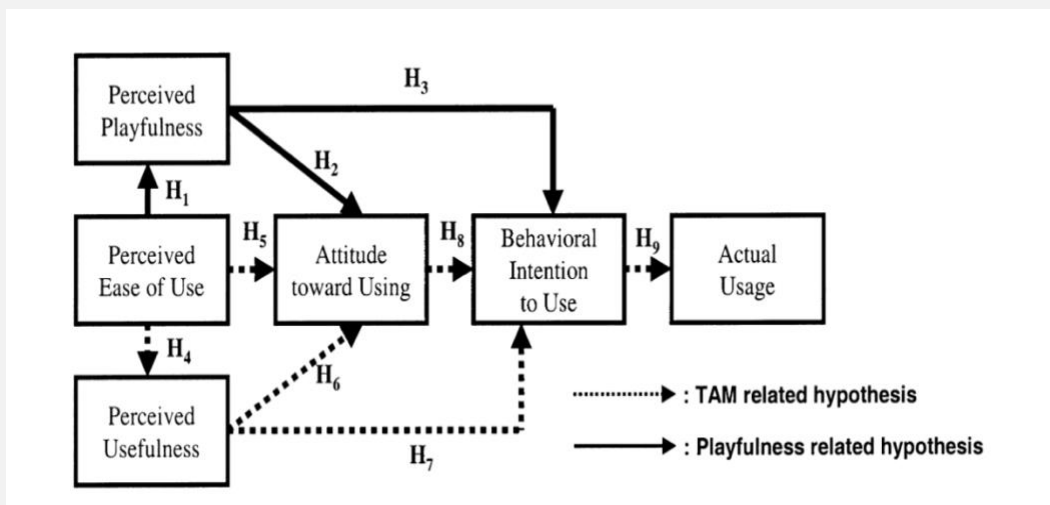 H₃
Perceived
Playfulness
H₂
H₁
H₅
H₈
H₉
Perceived
Ease of Use
Attitude
toward Using
Behavioral
Intention
to Use
Actual
Usage
H₄
H₆
Perceived
Usefulness
H₇
: TAM related hypothesis
: Playfulness related hypothesis